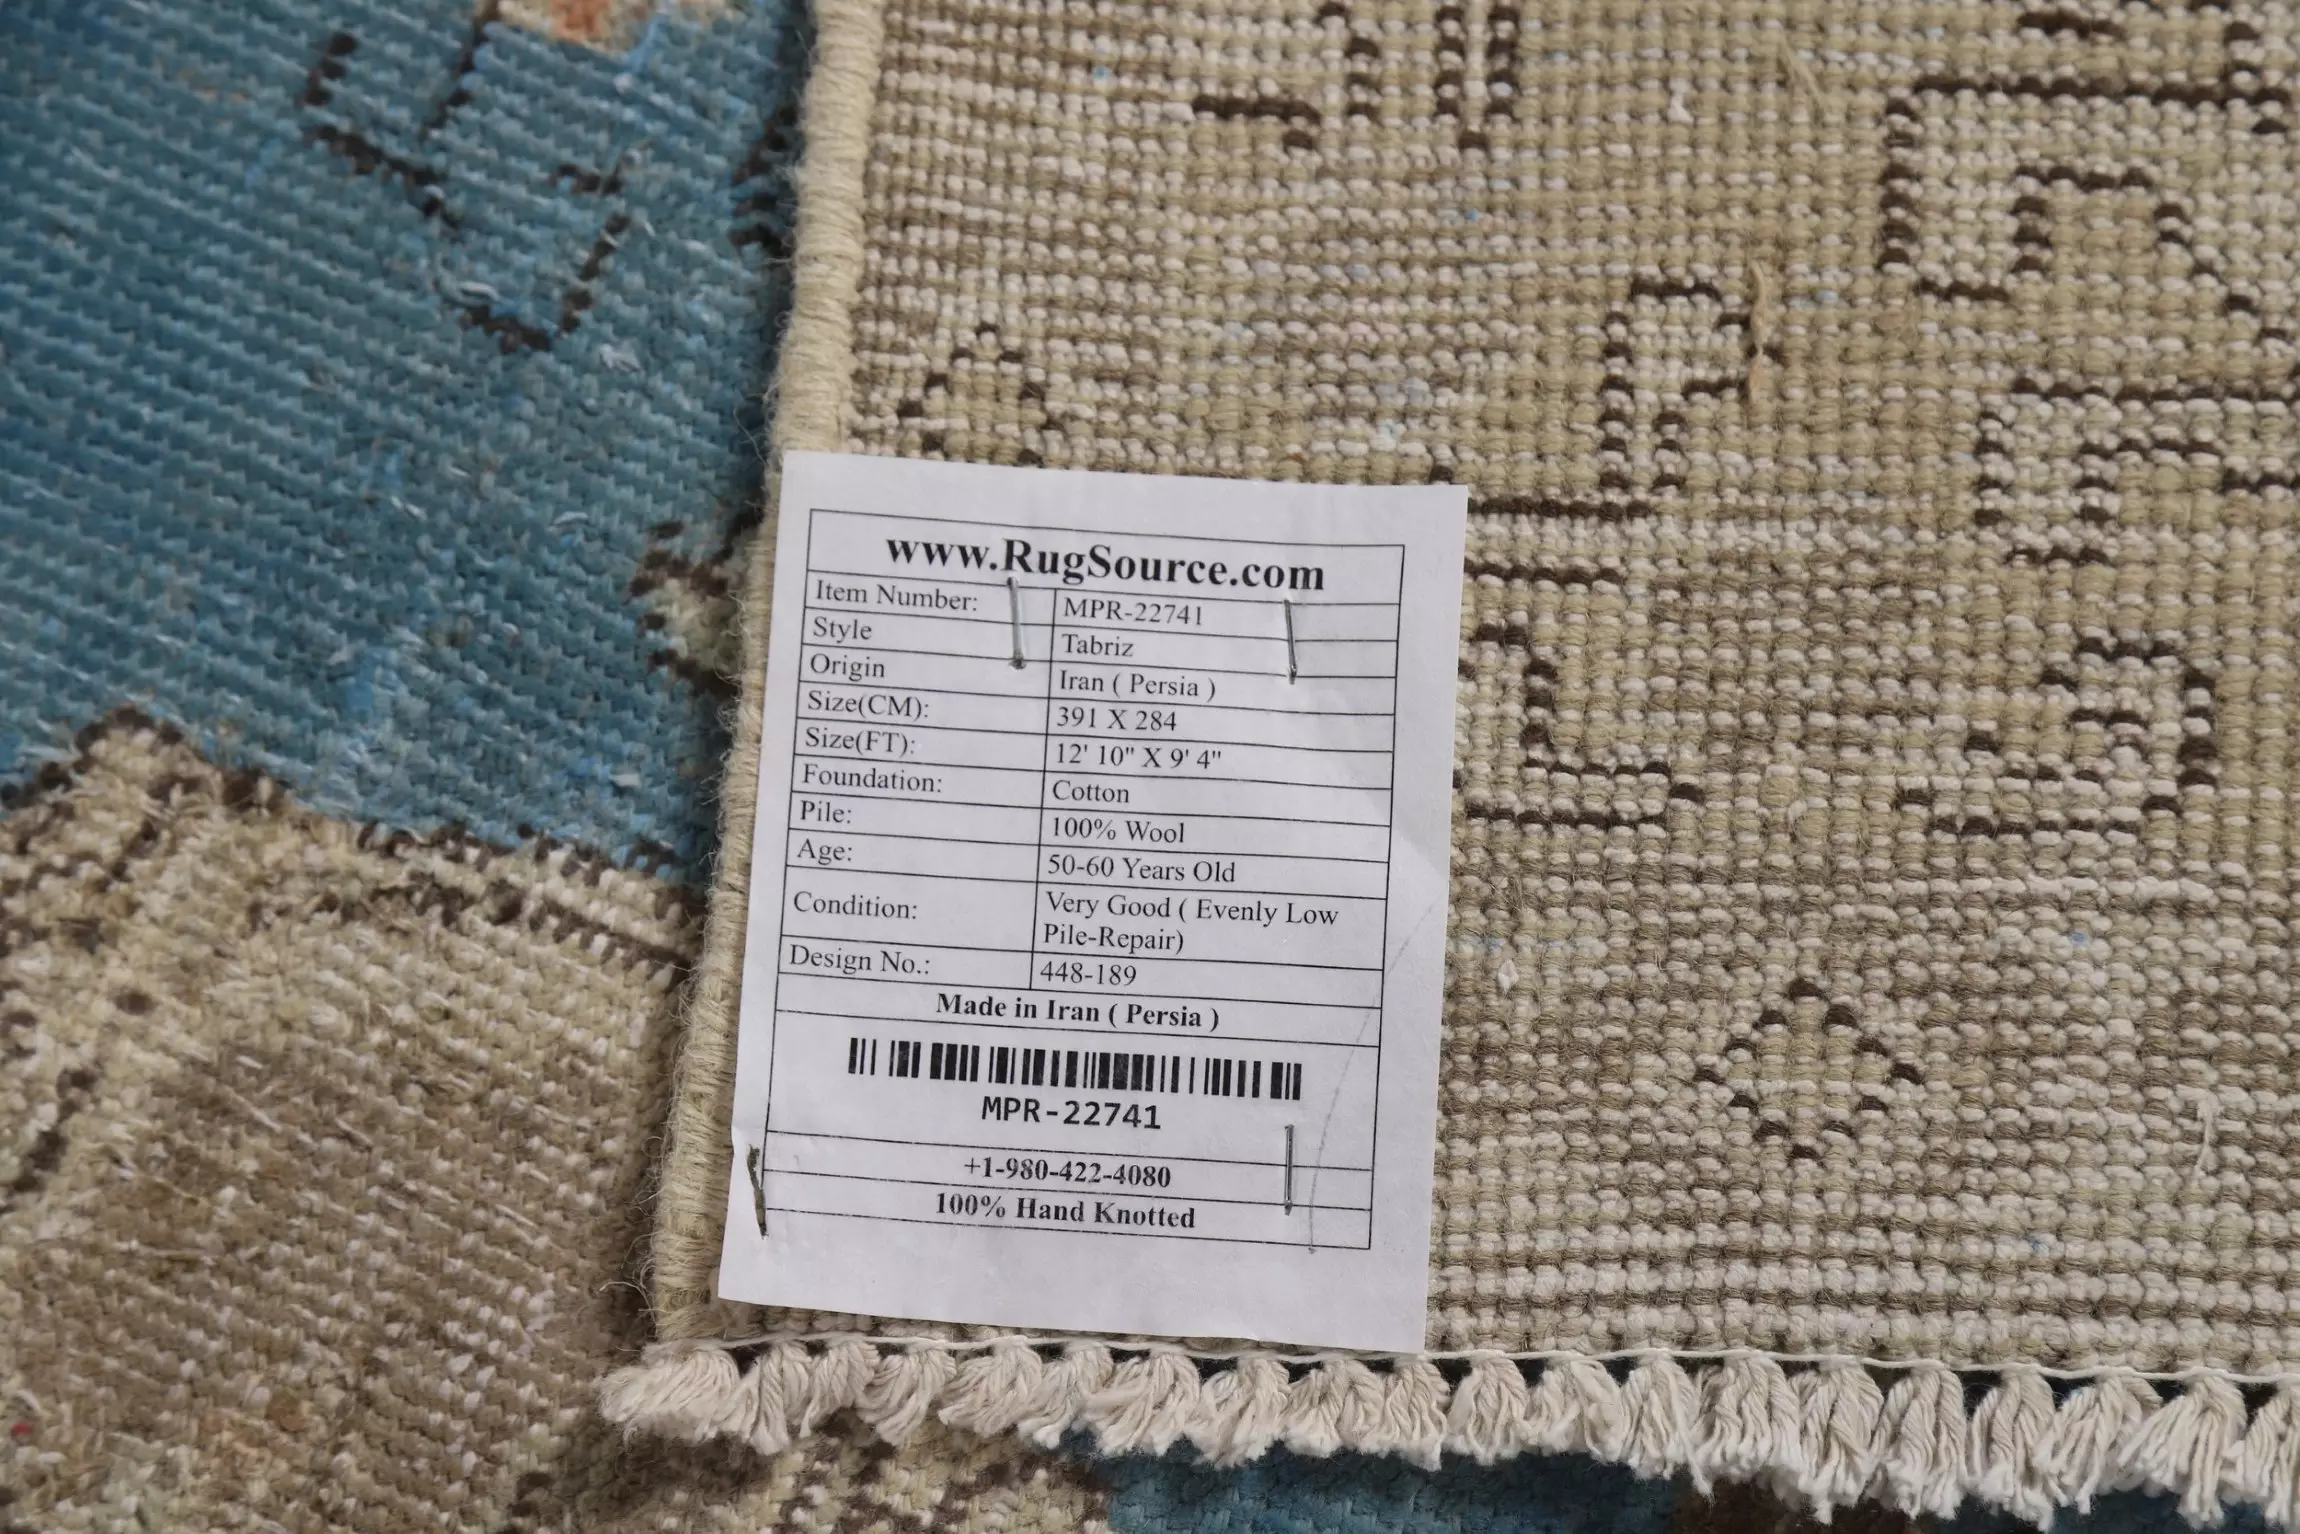 www.RugSource.com
Item Number: MPR-22741
Style Tabriz
Origin Iran ( Persia )
Size(CM): 391 X 284
Size(FT): 12' 10" X 9' 4"
Foundation: Cotton
Pile: 100% Wool
Age: 50-60 Years Old
Condition: Very Good ( Evenly Low
Pile-Repair)
Design No.: 448-189
Made in Iran ( Persia )
MPR-22741
+1-980-422-4080
100% Hand Knotted